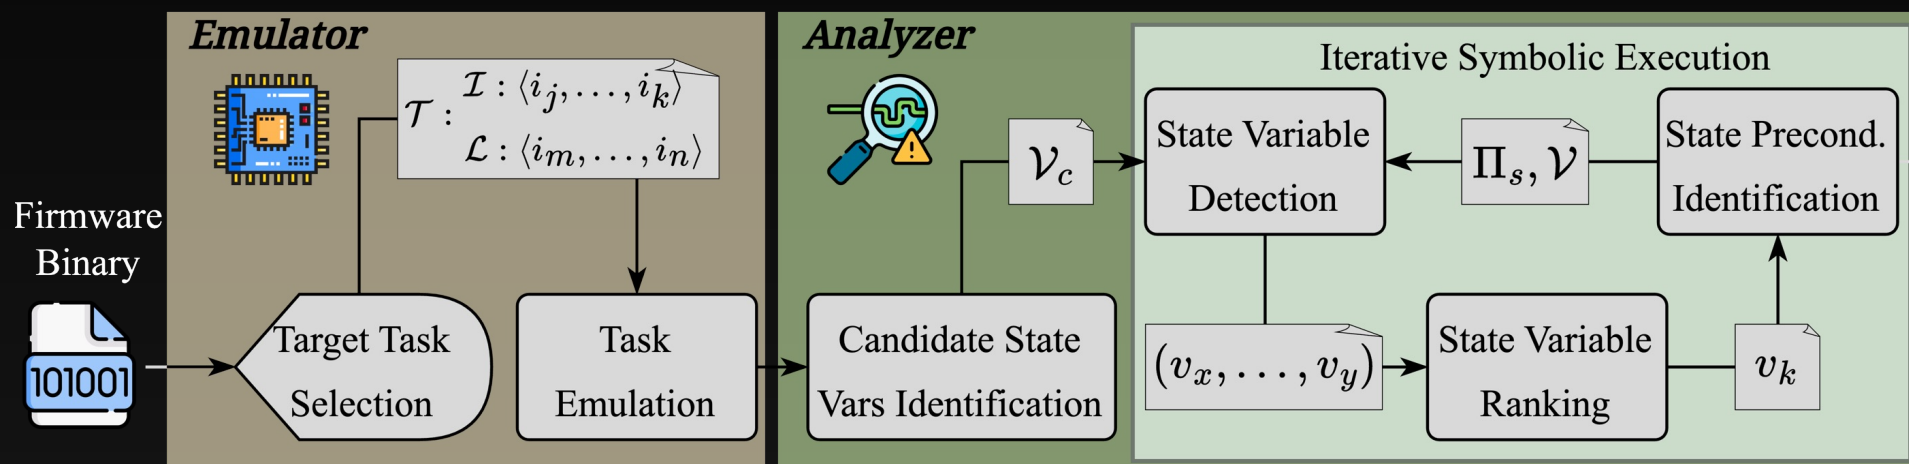 Emulator
𝒯 : ℐ : ⟨i_j, ..., i_k⟩
ℒ : ⟨i_m, ..., i_n⟩
Firmware
Binary
101001
Target Task
Selection
Task
Emulation
Analyzer
𝒱_c
Candidate State
Vars Identification
Iterative Symbolic Execution
State Variable
Detection
Π_s, 𝒱
State Precond.
Identification
(v_x, ..., v_y)
State Variable
Ranking
v_k